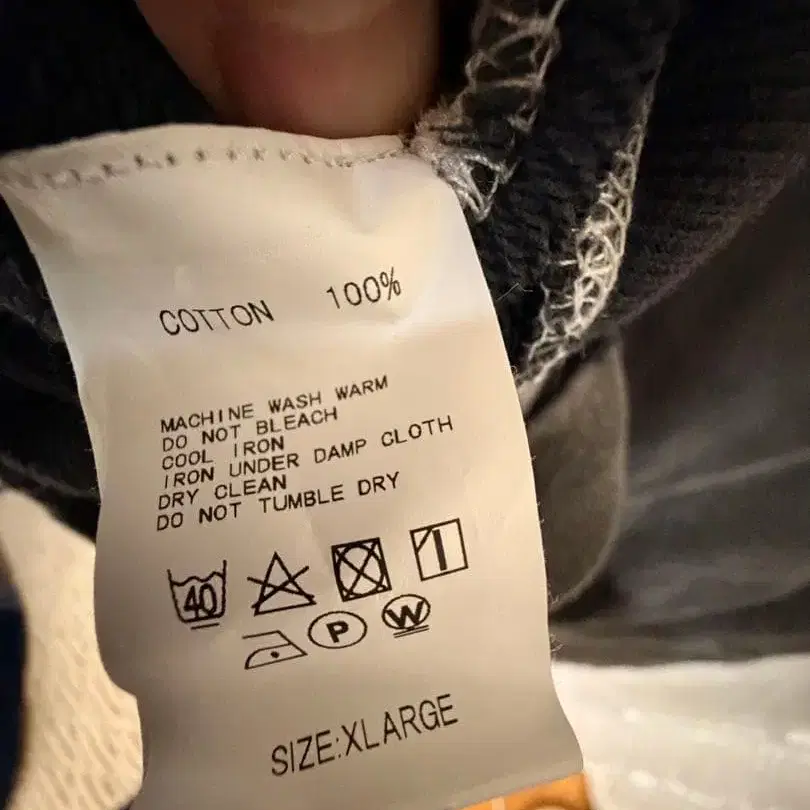 COTTON 100%
MACHINE WASH WARM
DO NOT BLEACH
COOL IRON
IRON UNDER DAMP CLOTH
DRY CLEAN
DO NOT TUMBLE DRY
40
P W
SIZE:XLARGE